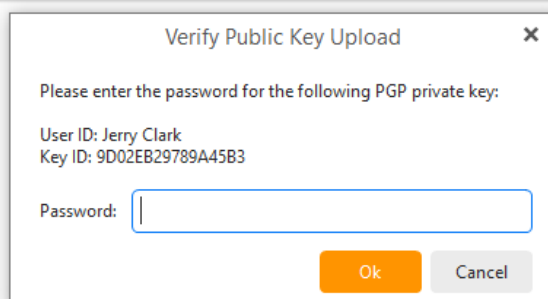 Verify Public Key Upload
Please enter the password for the following PGP private key:
User ID: Jerry Clark
Key ID: 9D02EB29789A45B3
Password:
Ok Cancel